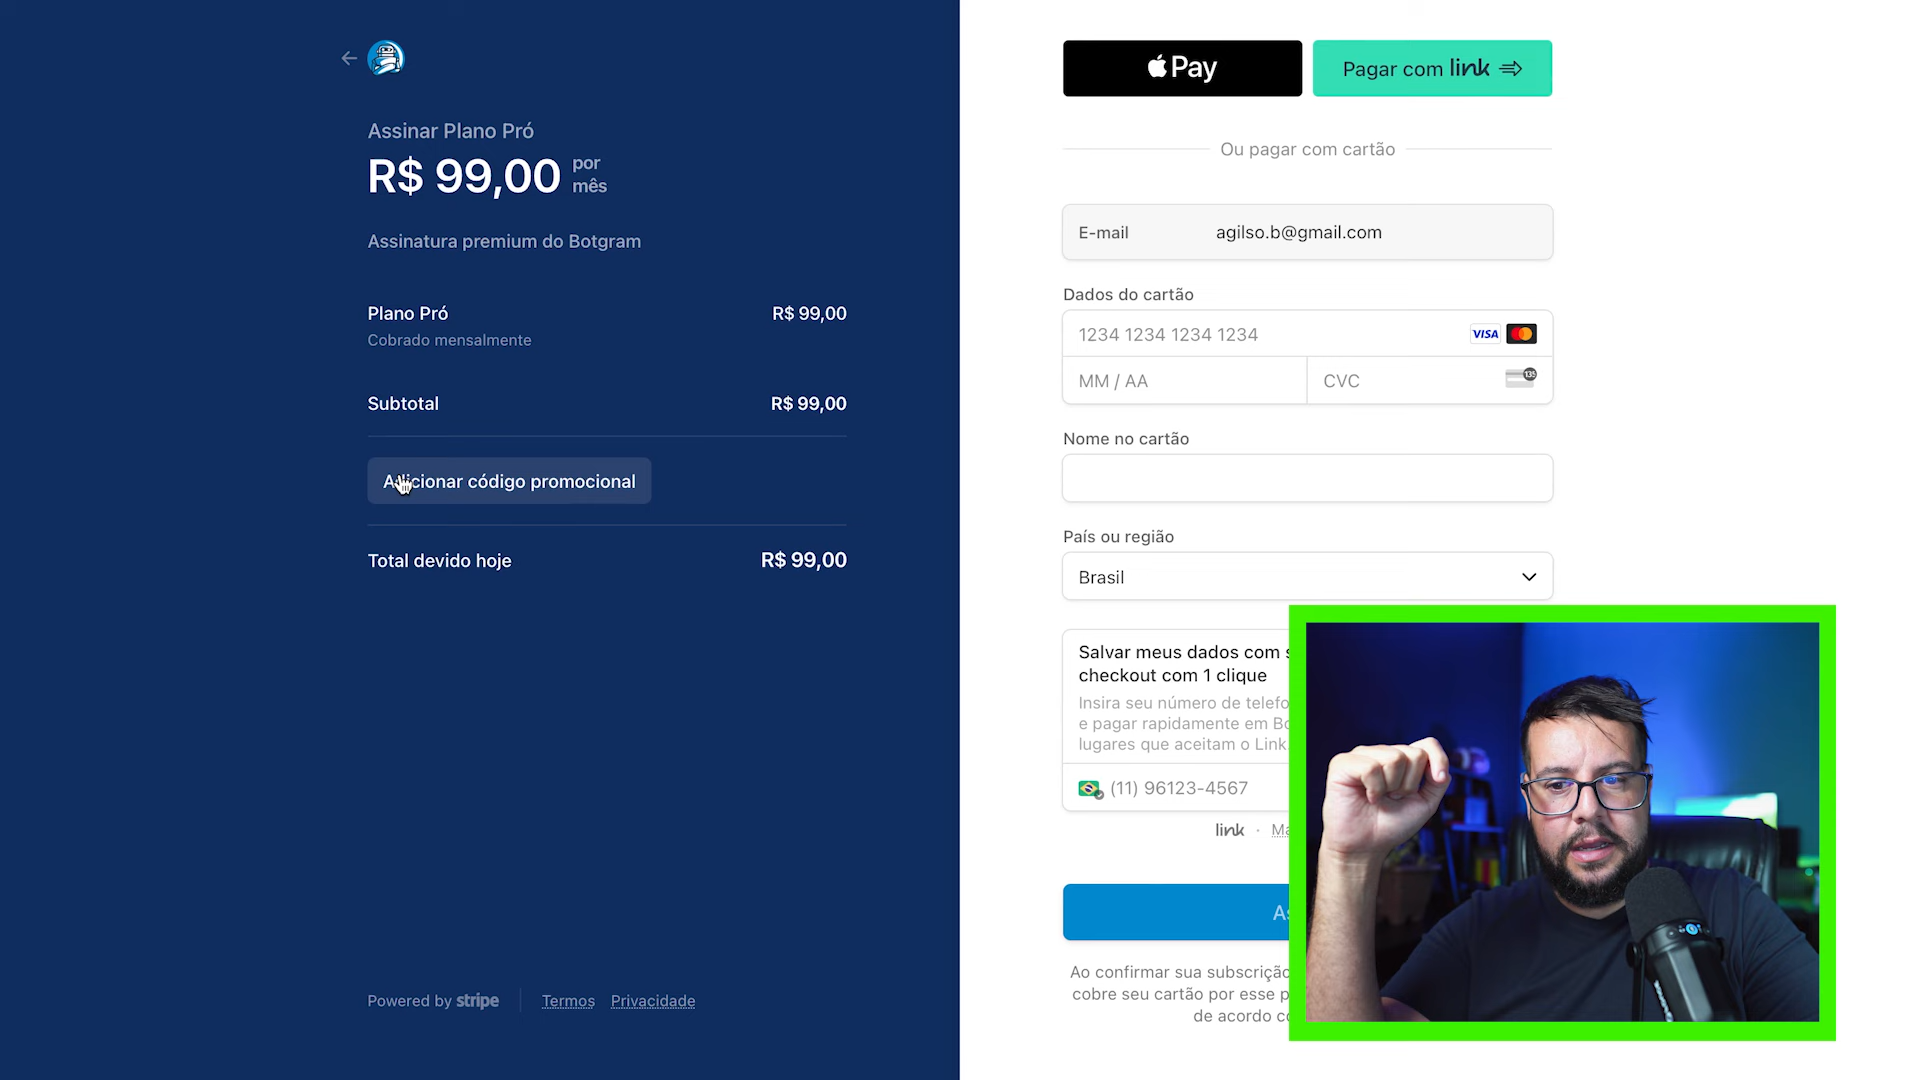 Assinar Plano Pró
R$ 99,00 por
mês
Assinatura premium do Botgram
Plano Pró R$ 99,00
Cobrado mensalmente
Subtotal R$ 99,00
Adicionar código promocional
Total devido hoje R$ 99,00
Powered by stripe
Termos Privacidade
Pay
Pagar com link
Ou pagar com cartão
E-mail agilso.b@gmail.com
Dados do cartão
1234 1234 1234 1234 VISA
MM / AA CVC 135
Nome no cartão
País ou região
Brasil
Salvar meus dados com s
checkout com 1 clique
Insira seu número de telefo
e pagar rapidamente em Bo
lugares que aceitam o Link.
(11) 96123-4567
link · Ma
As
Ao confirmar sua subscrição
cobre seu cartão por esse p
de acordo co